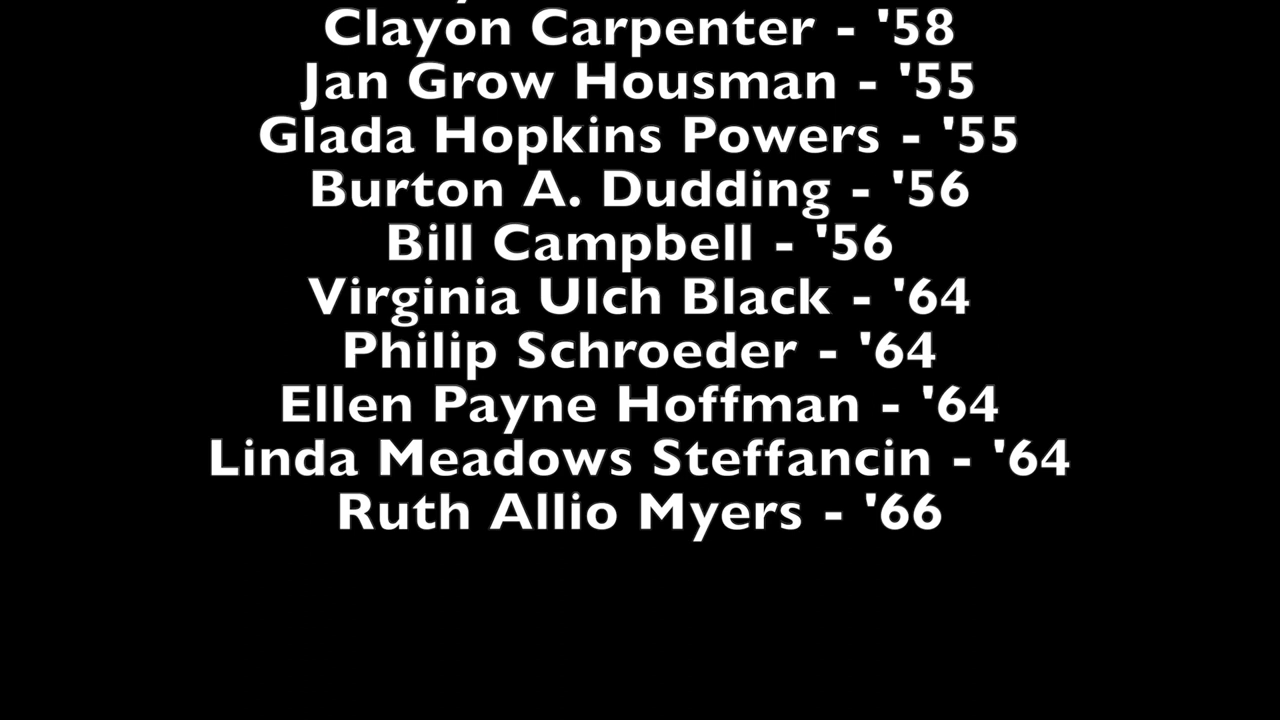 Clayon Carpenter - '58
Jan Grow Housman - '55
Glada Hopkins Powers - '55
Burton A. Dudding - '56
Bill Campbell - '56
Virginia Ulch Black - '64
Philip Schroeder - '64
Ellen Payne Hoffman - '64
Linda Meadows Steffancin - '64
Ruth Allio Myers - '66